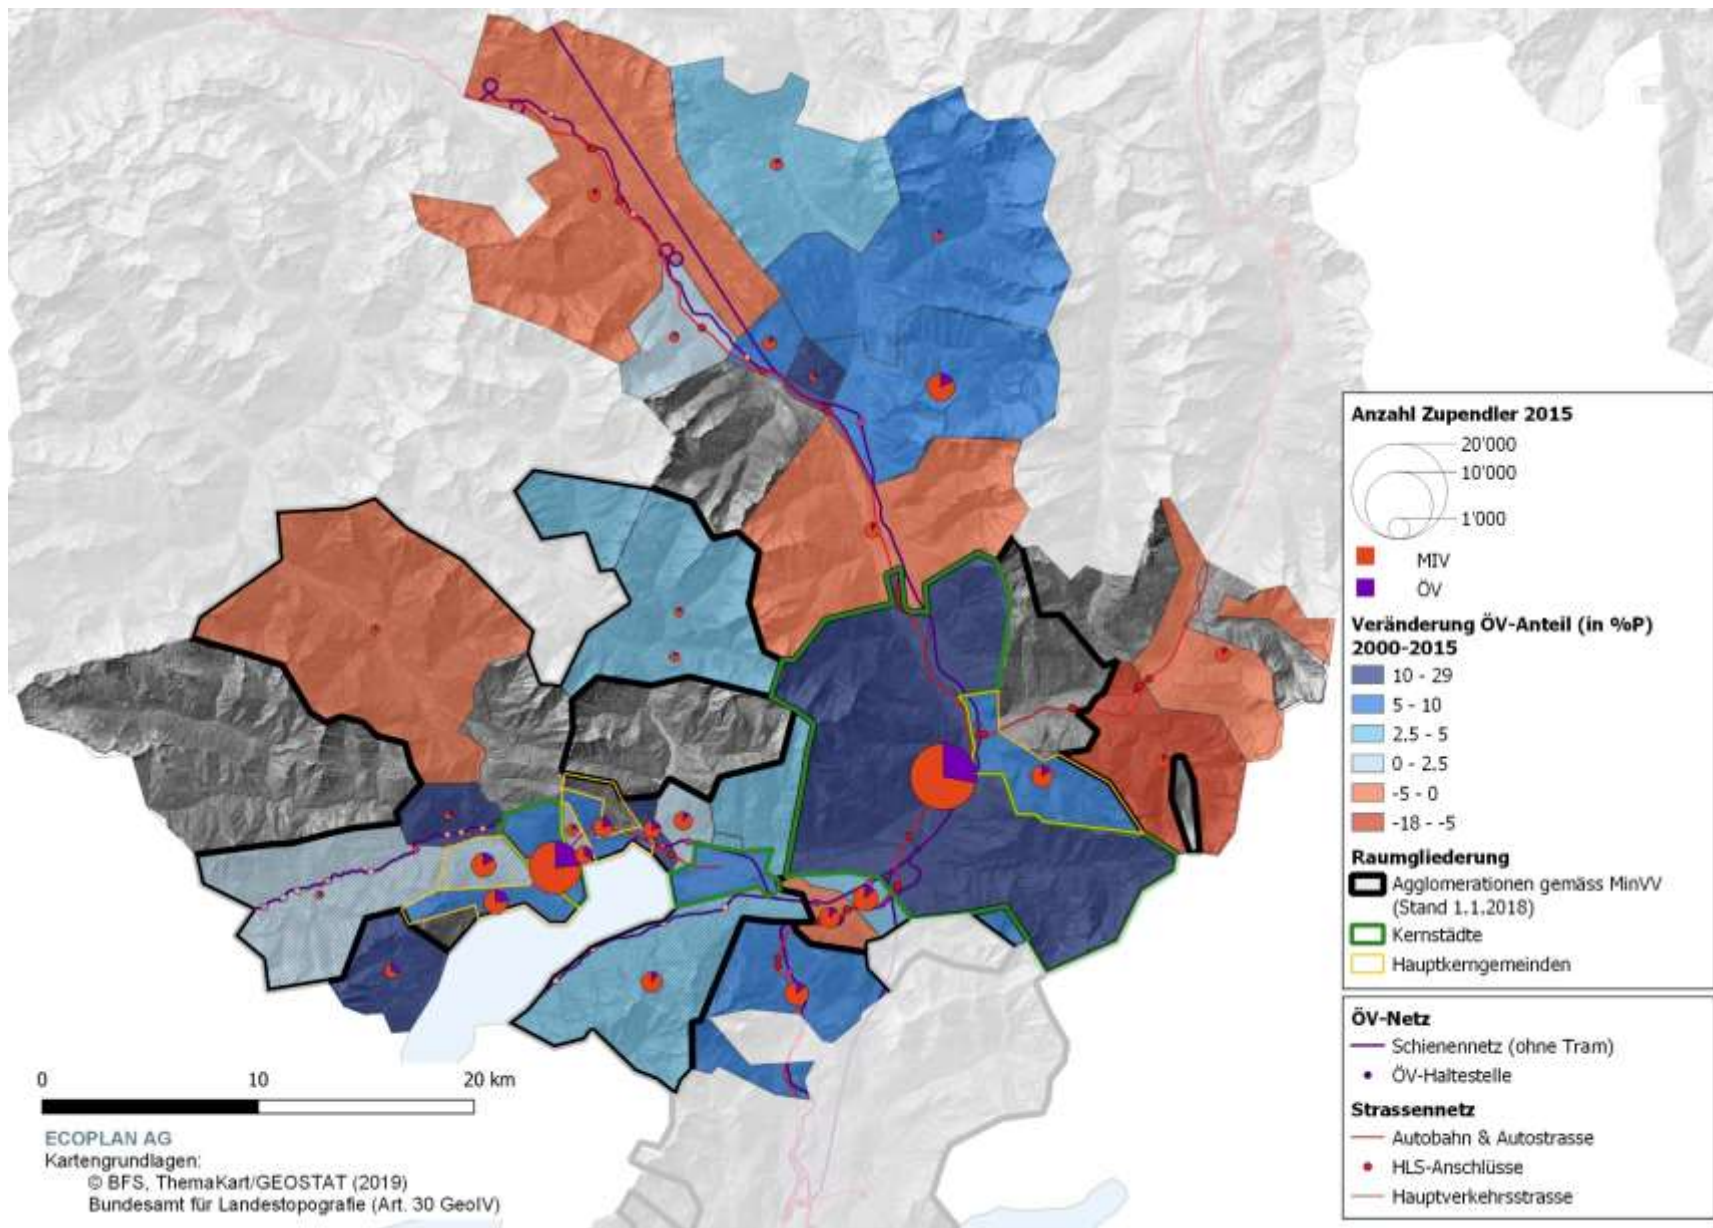 Anzahl Zupendler 2015
20'000
10'000
1'000
MIV
ÖV
Veränderung ÖV-Anteil (in %P)
2000-2015
10 - 29
5 - 10
2.5 - 5
0 - 2.5
-5 - 0
-18 - -5
Raumgliederung
Agglomerationen gemäss MinVV
(Stand 1.1.2018)
Kernstädte
Hauptkerngemeinden
ÖV-Netz
Schienennetz (ohne Tram)
ÖV-Haltestelle
Strassennetz
Autobahn & Autostrasse
HLS-Anschlüsse
Hauptverkehrsstrasse
0 10 20 km
ECOPLAN AG
Kartengrundlagen:
© BFS, ThemaKart/GEOSTAT (2019)
Bundesamt für Landestopografie (Art. 30 GeoIV)